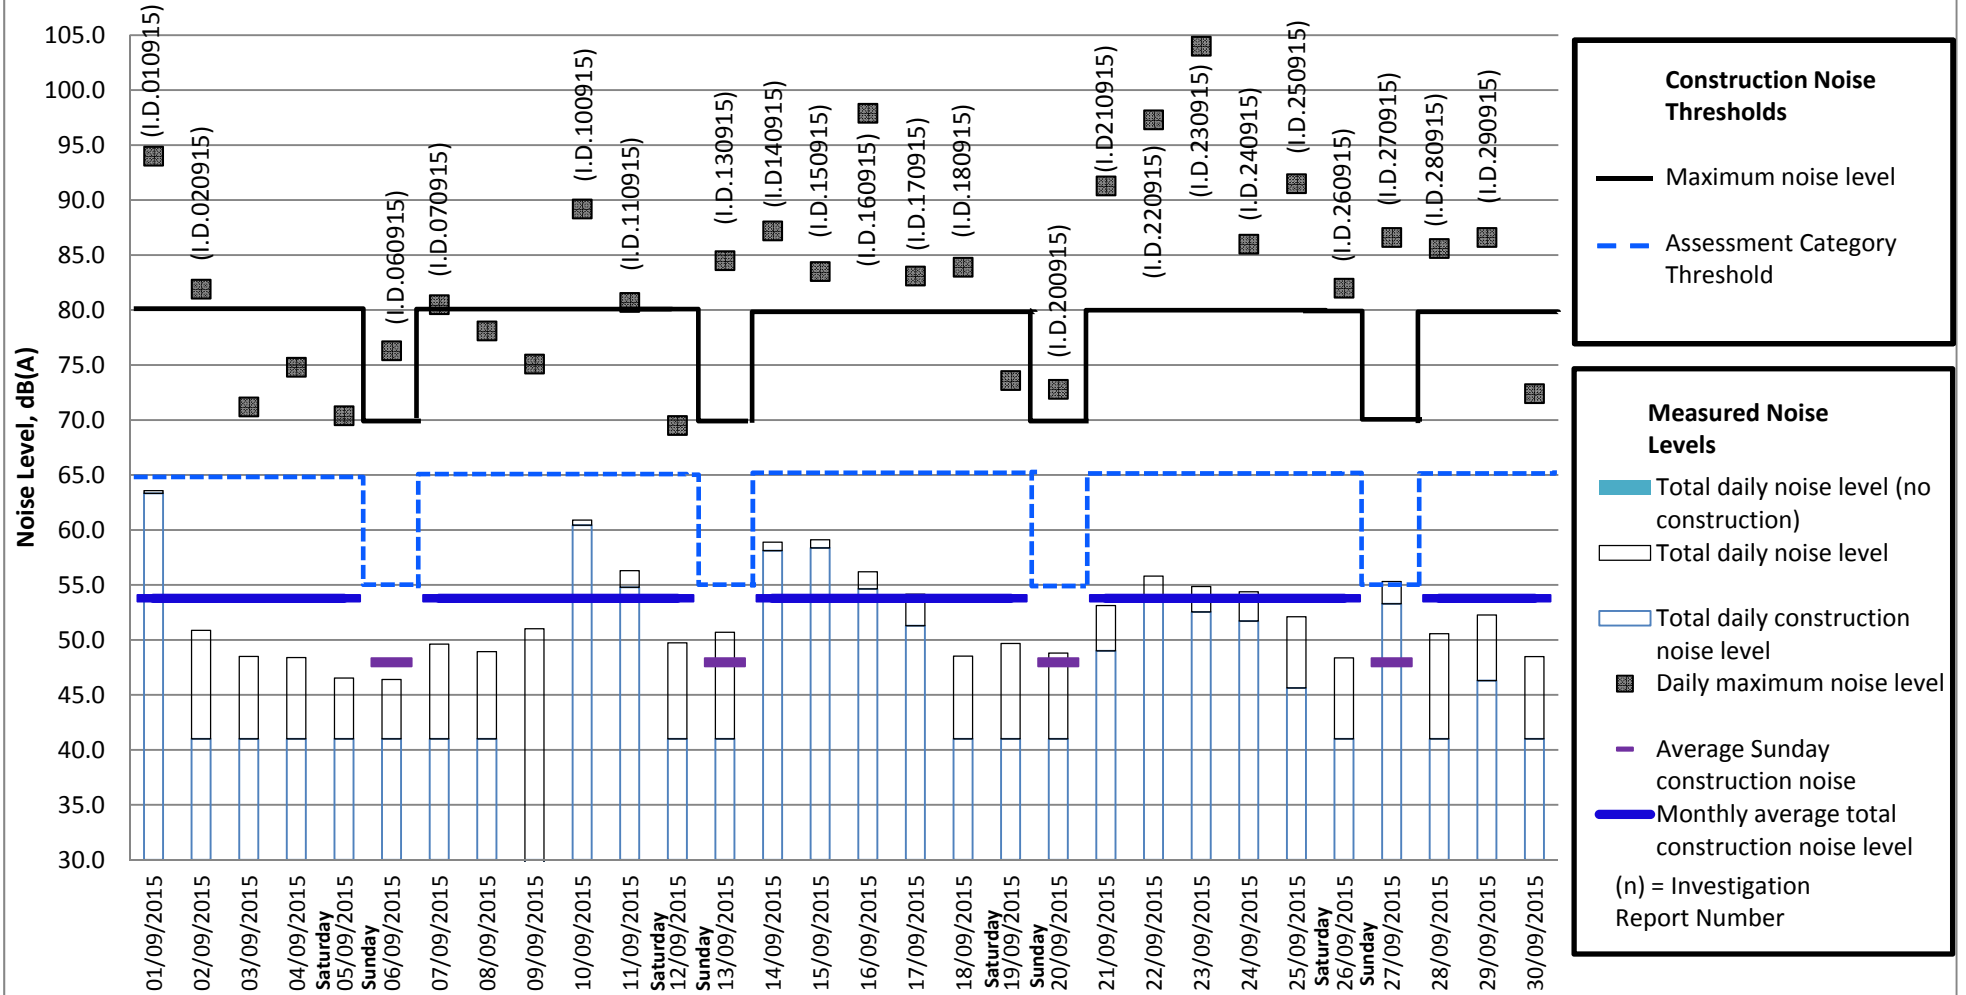 105.0
100.0
95.0
90.0
85.0
80.0
75.0
70.0
65.0
60.0
55.0
50.0
45.0
40.0
35.0
30.0
Noise Level, dB(A)
(I.D.010915)
(I.D.020915)
(I.D.060915)
(I.D.070915)
(I.D.100915)
(I.D.110915)
(I.D.130915)
(I.D140915)
(I.D.150915)
(I.D.160915)
(I.D.170915)
(I.D.180915)
(I.D.200915)
(I.D210915)
(I.D.220915)
(I.D.230915)
(I.D.240915)
(I.D.250915)
(I.D.260915)
(I.D.270915)
(I.D.280915)
(I.D.290915)
01/09/2015
02/09/2015
03/09/2015
04/09/2015
Saturday
05/09/2015
Sunday
06/09/2015
07/09/2015
08/09/2015
09/09/2015
10/09/2015
11/09/2015
Saturday
12/09/2015
Sunday
13/09/2015
14/09/2015
15/09/2015
16/09/2015
17/09/2015
18/09/2015
Saturday
19/09/2015
Sunday
20/09/2015
21/09/2015
22/09/2015
23/09/2015
24/09/2015
25/09/2015
Saturday
26/09/2015
Sunday
27/09/2015
28/09/2015
29/09/2015
30/09/2015
Construction Noise
Thresholds
Maximum noise level
Assessment Category
Threshold
Measured Noise
Levels
Total daily noise level (no
construction)
Total daily noise level
Total daily construction
noise level
Daily maximum noise level
Average Sunday
construction noise
Monthly average total
construction noise level
(n) = Investigation
Report Number